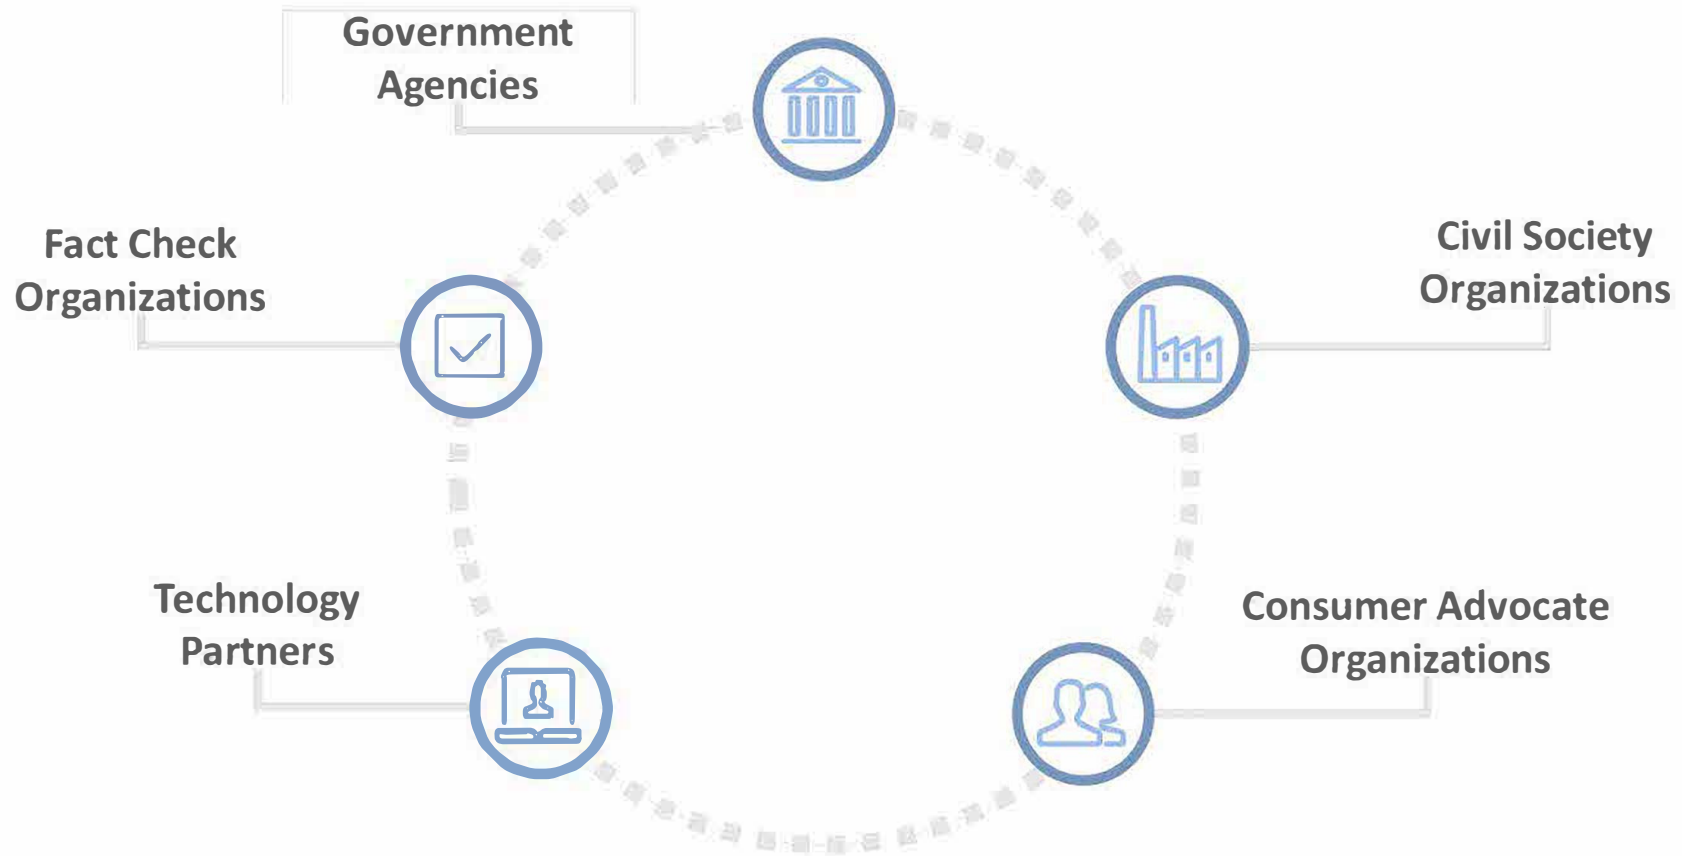 Government
Agencies
Fact Check
Organizations
Civil Society
Organizations
Technology
Partners
Consumer Advocate
Organizations